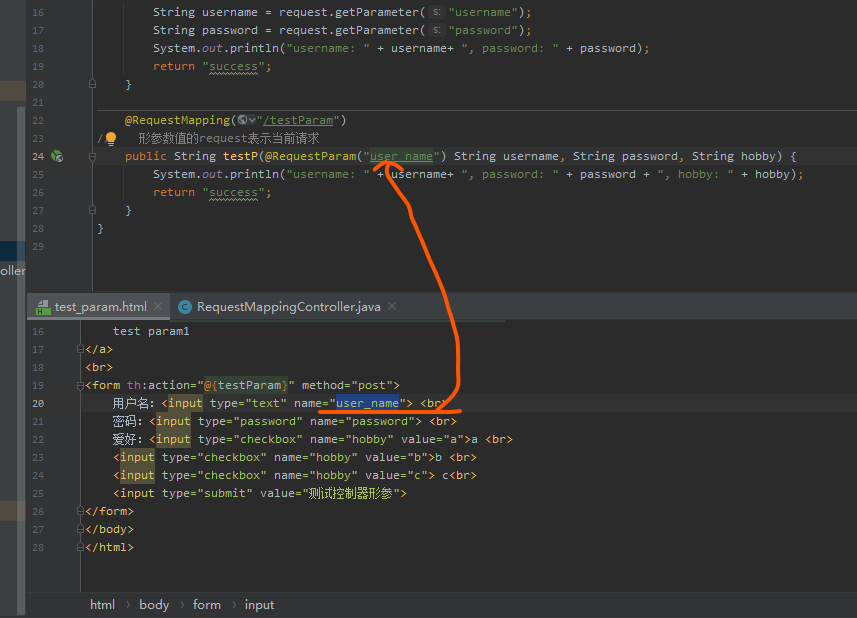 16 String username = request.getParameter( s: "username");
17 String password = request.getParameter( s: "password");
18 System.out.println("username: " + username+ ", password: " + password);
19 return "success";
20 }
21
22 @RequestMapping("/testParam")
23 / 形参数值的request表示当前请求
24 public String testP(@RequestParam("user_name") String username, String password, String hobby) {
25 System.out.println("username: " + username+ ", password: " + password + ", hobby: " + hobby);
26 return "success";
27 }
28 }
29
oller
test_param.html
RequestMappingController.java
16 test param1
17 </a>
18 <br>
19 <form th:action="@{testParam}" method="post">
20 用户名: <input type="text" name="user_name"> <br>
21 密码: <input type="password" name="password"> <br>
22 爱好: <input type="checkbox" name="hobby" value="a">a <br>
23 <input type="checkbox" name="hobby" value="b">b <br>
24 <input type="checkbox" name="hobby" value="c"> c<br>
25 <input type="submit" value="测试控制器形参">
26 </form>
27 </body>
28 </html>
html › body › form › input